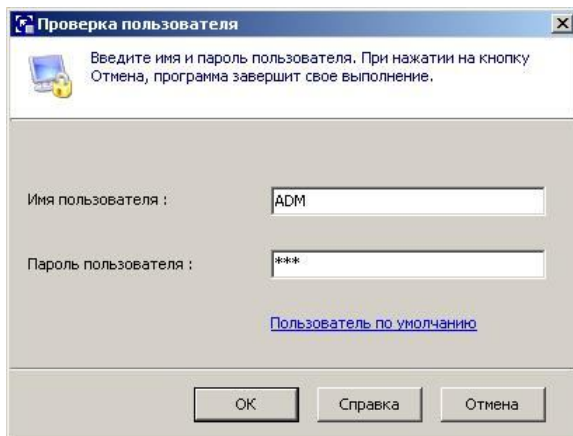 Проверка пользователя
Введите имя и пароль пользователя. При нажатии на кнопку
Отмена, программа завершит свое выполнение.
Имя пользователя :
ADM
Пароль пользователя :
***
Пользователь по умолчанию
OK
Справка
Отмена